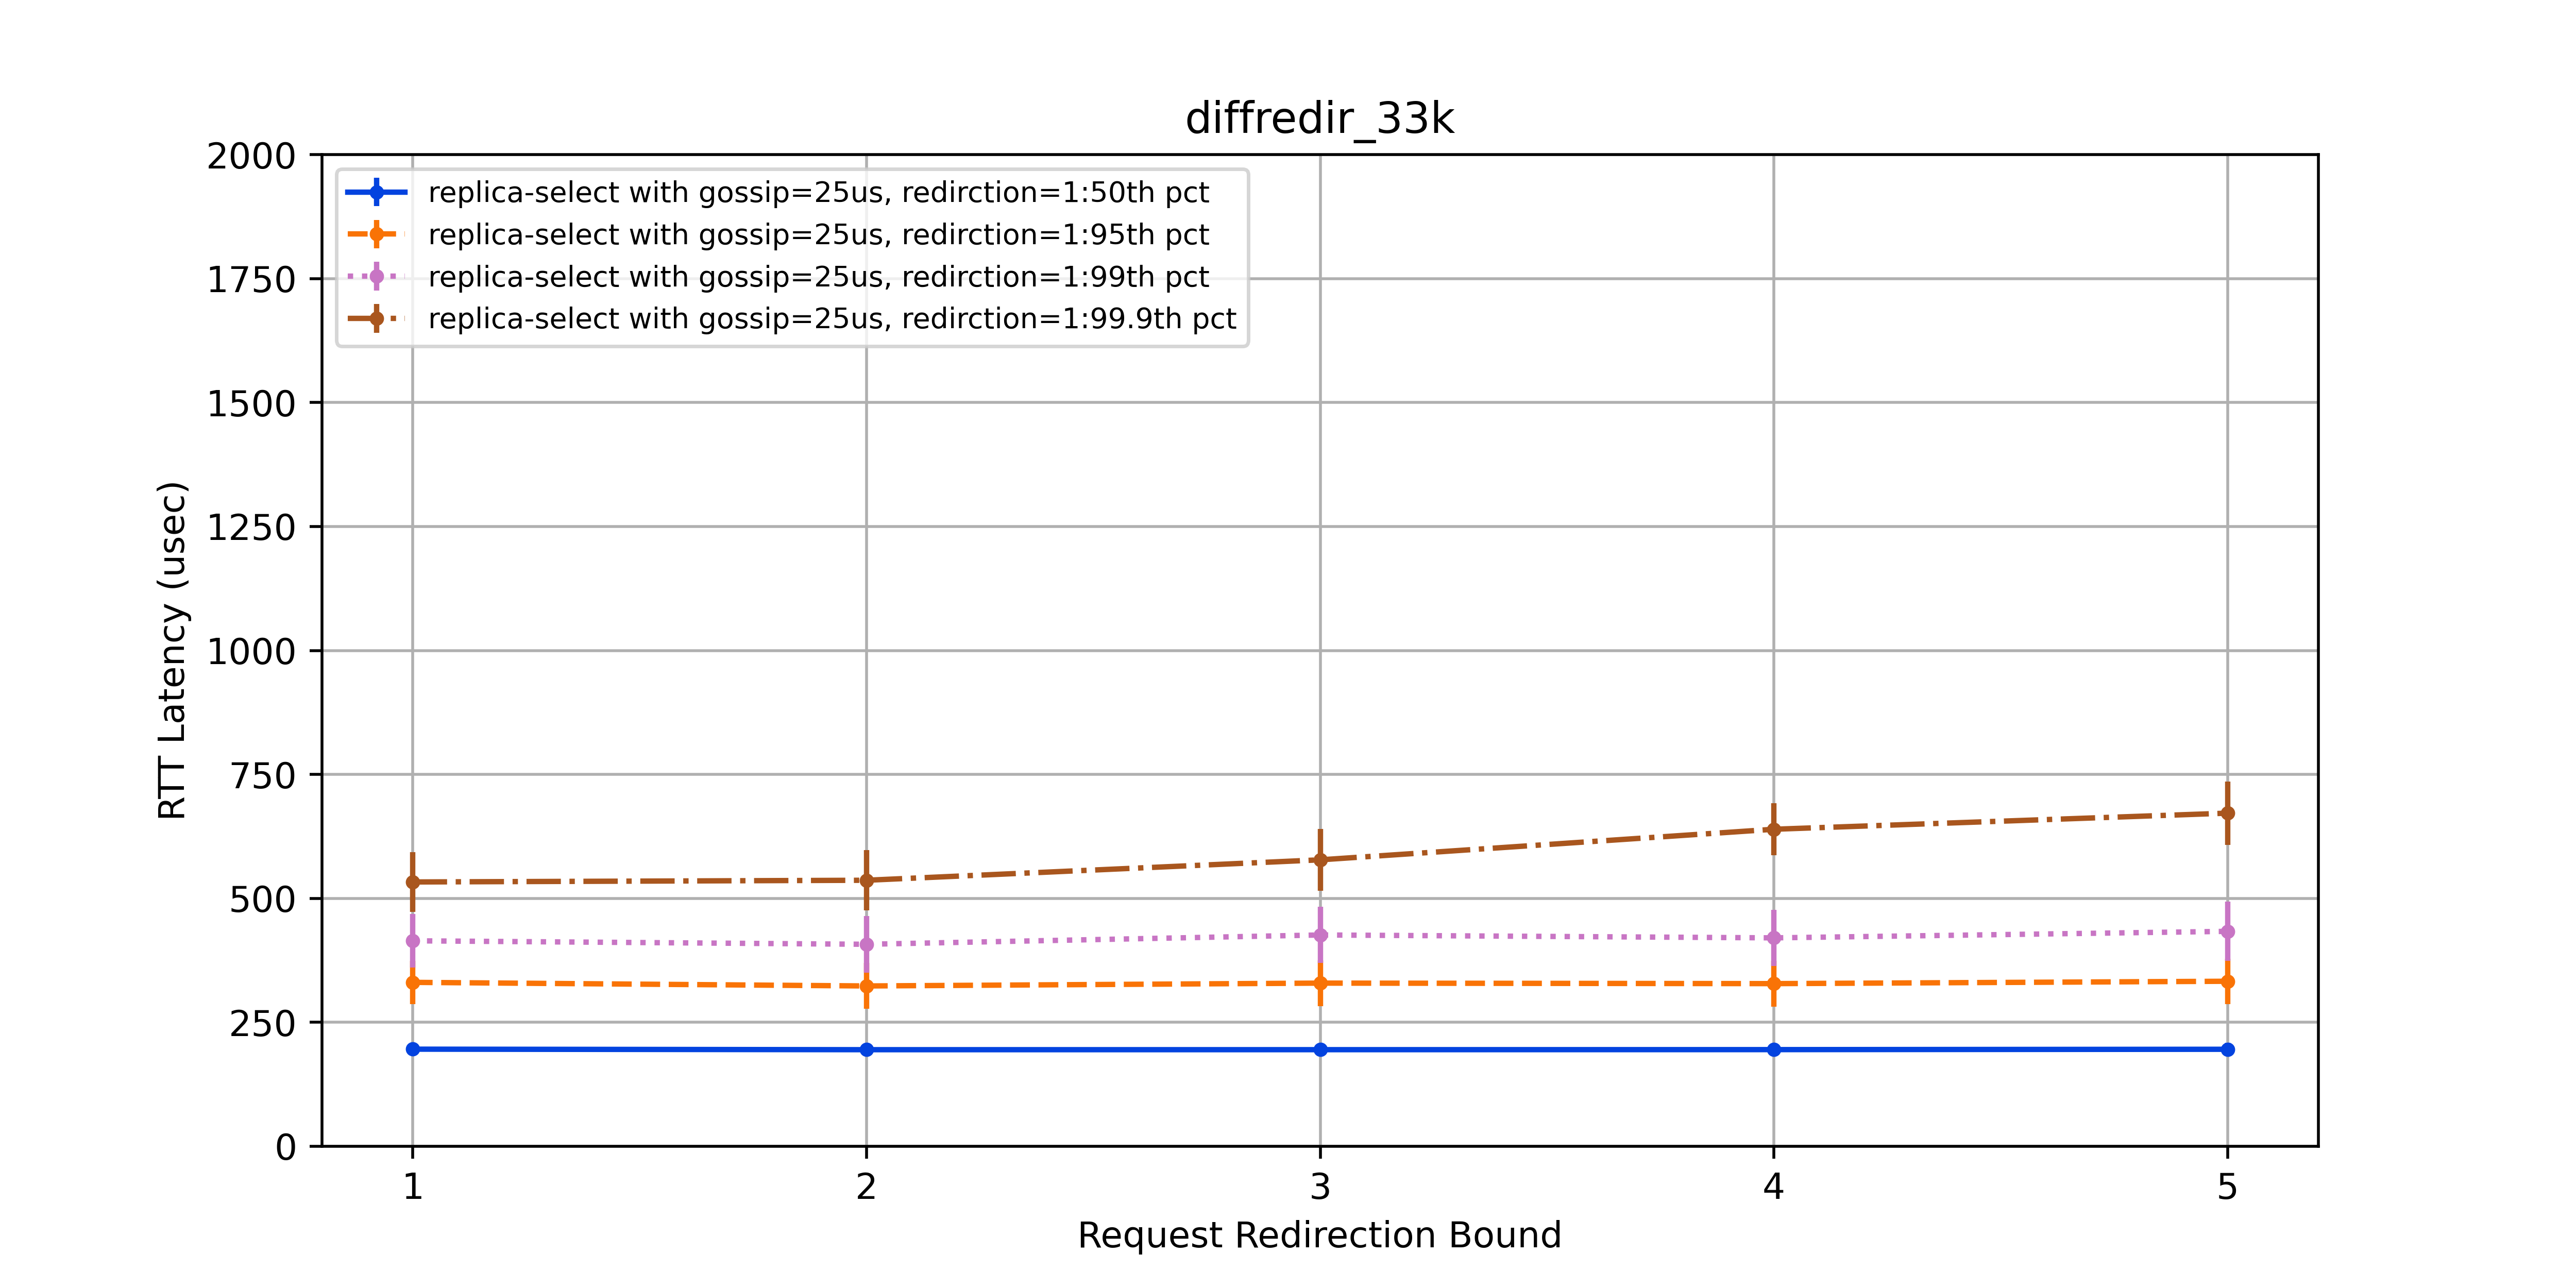 diffredir_33k
2000
1750
1500
1250
1000
750
500
250
0
RTT Latency (usec)
replica-select with gossip=25us, redirction=1:50th pct
replica-select with gossip=25us, redirction=1:95th pct
replica-select with gossip=25us, redirction=1:99th pct
replica-select with gossip=25us, redirction=1:99.9th pct
1 2 3 4 5
Request Redirection Bound